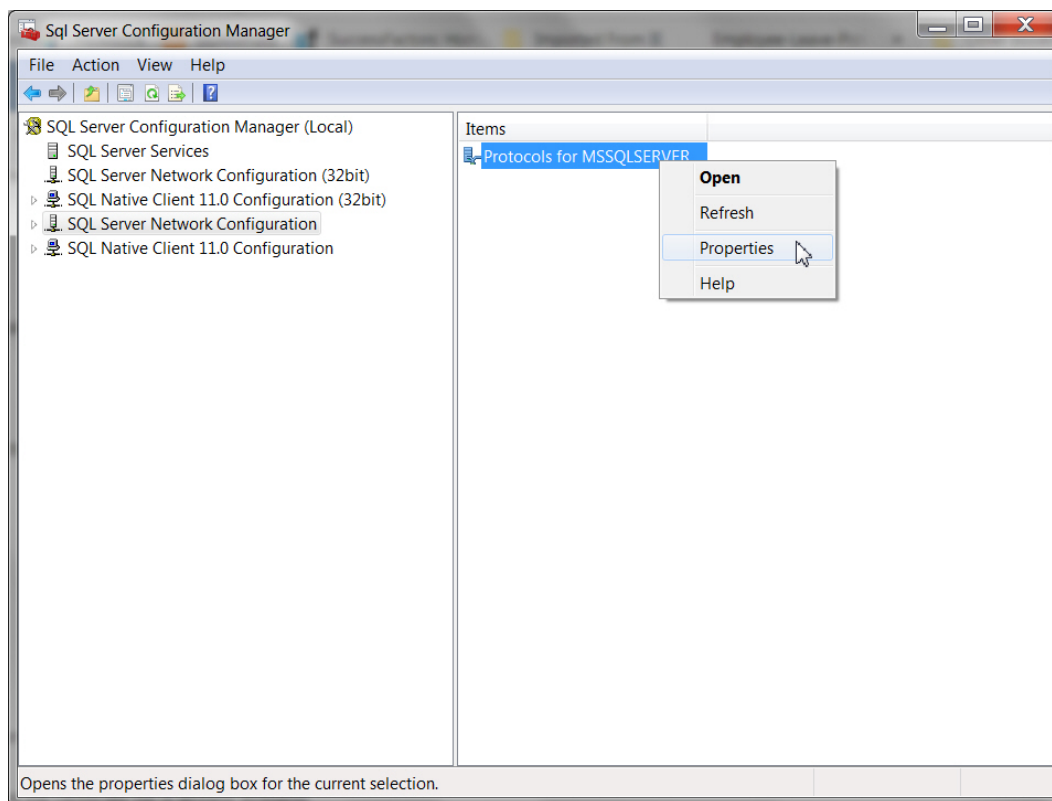 Sql Server Configuration Manager
File Action View Help
SQL Server Configuration Manager (Local)
SQL Server Services
SQL Server Network Configuration (32bit)
SQL Native Client 11.0 Configuration (32bit)
SQL Server Network Configuration
SQL Native Client 11.0 Configuration
Items
Protocols for MSSQLSERVER
Open
Refresh
Properties
Help
Opens the properties dialog box for the current selection.